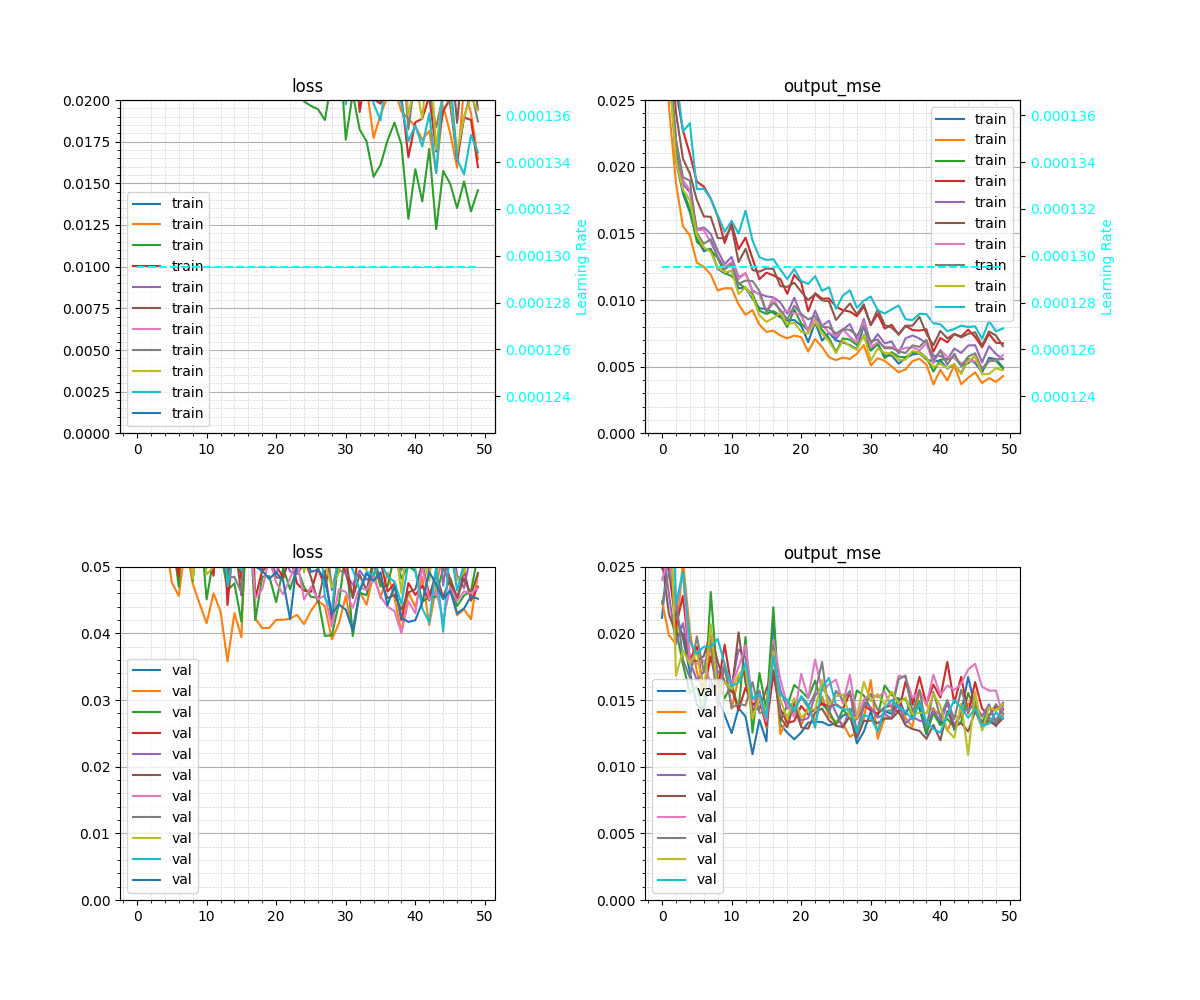 loss
0.0200
0.0175
0.0150
0.0125
0.0100
0.0075
0.0050
0.0025
0.0000
train
train
train
train
train
train
train
train
train
train
train
0 10 20 30 40 50
0.000136
0.000134
0.000132
0.000130
0.000128
0.000126
0.000124
Learning Rate
output_mse
0.025
0.020
0.015
0.010
0.005
0.000
train
train
train
train
train
train
train
train
train
train
0 10 20 30 40 50
0.000136
0.000134
0.000132
0.000130
0.000128
0.000126
0.000124
Learning Rate
loss
0.05
0.04
0.03
0.02
0.01
0.00
val
val
val
val
val
val
val
val
val
val
val
0 10 20 30 40 50
output_mse
0.025
0.020
0.015
0.010
0.005
0.000
val
val
val
val
val
val
val
val
val
val
0 10 20 30 40 50